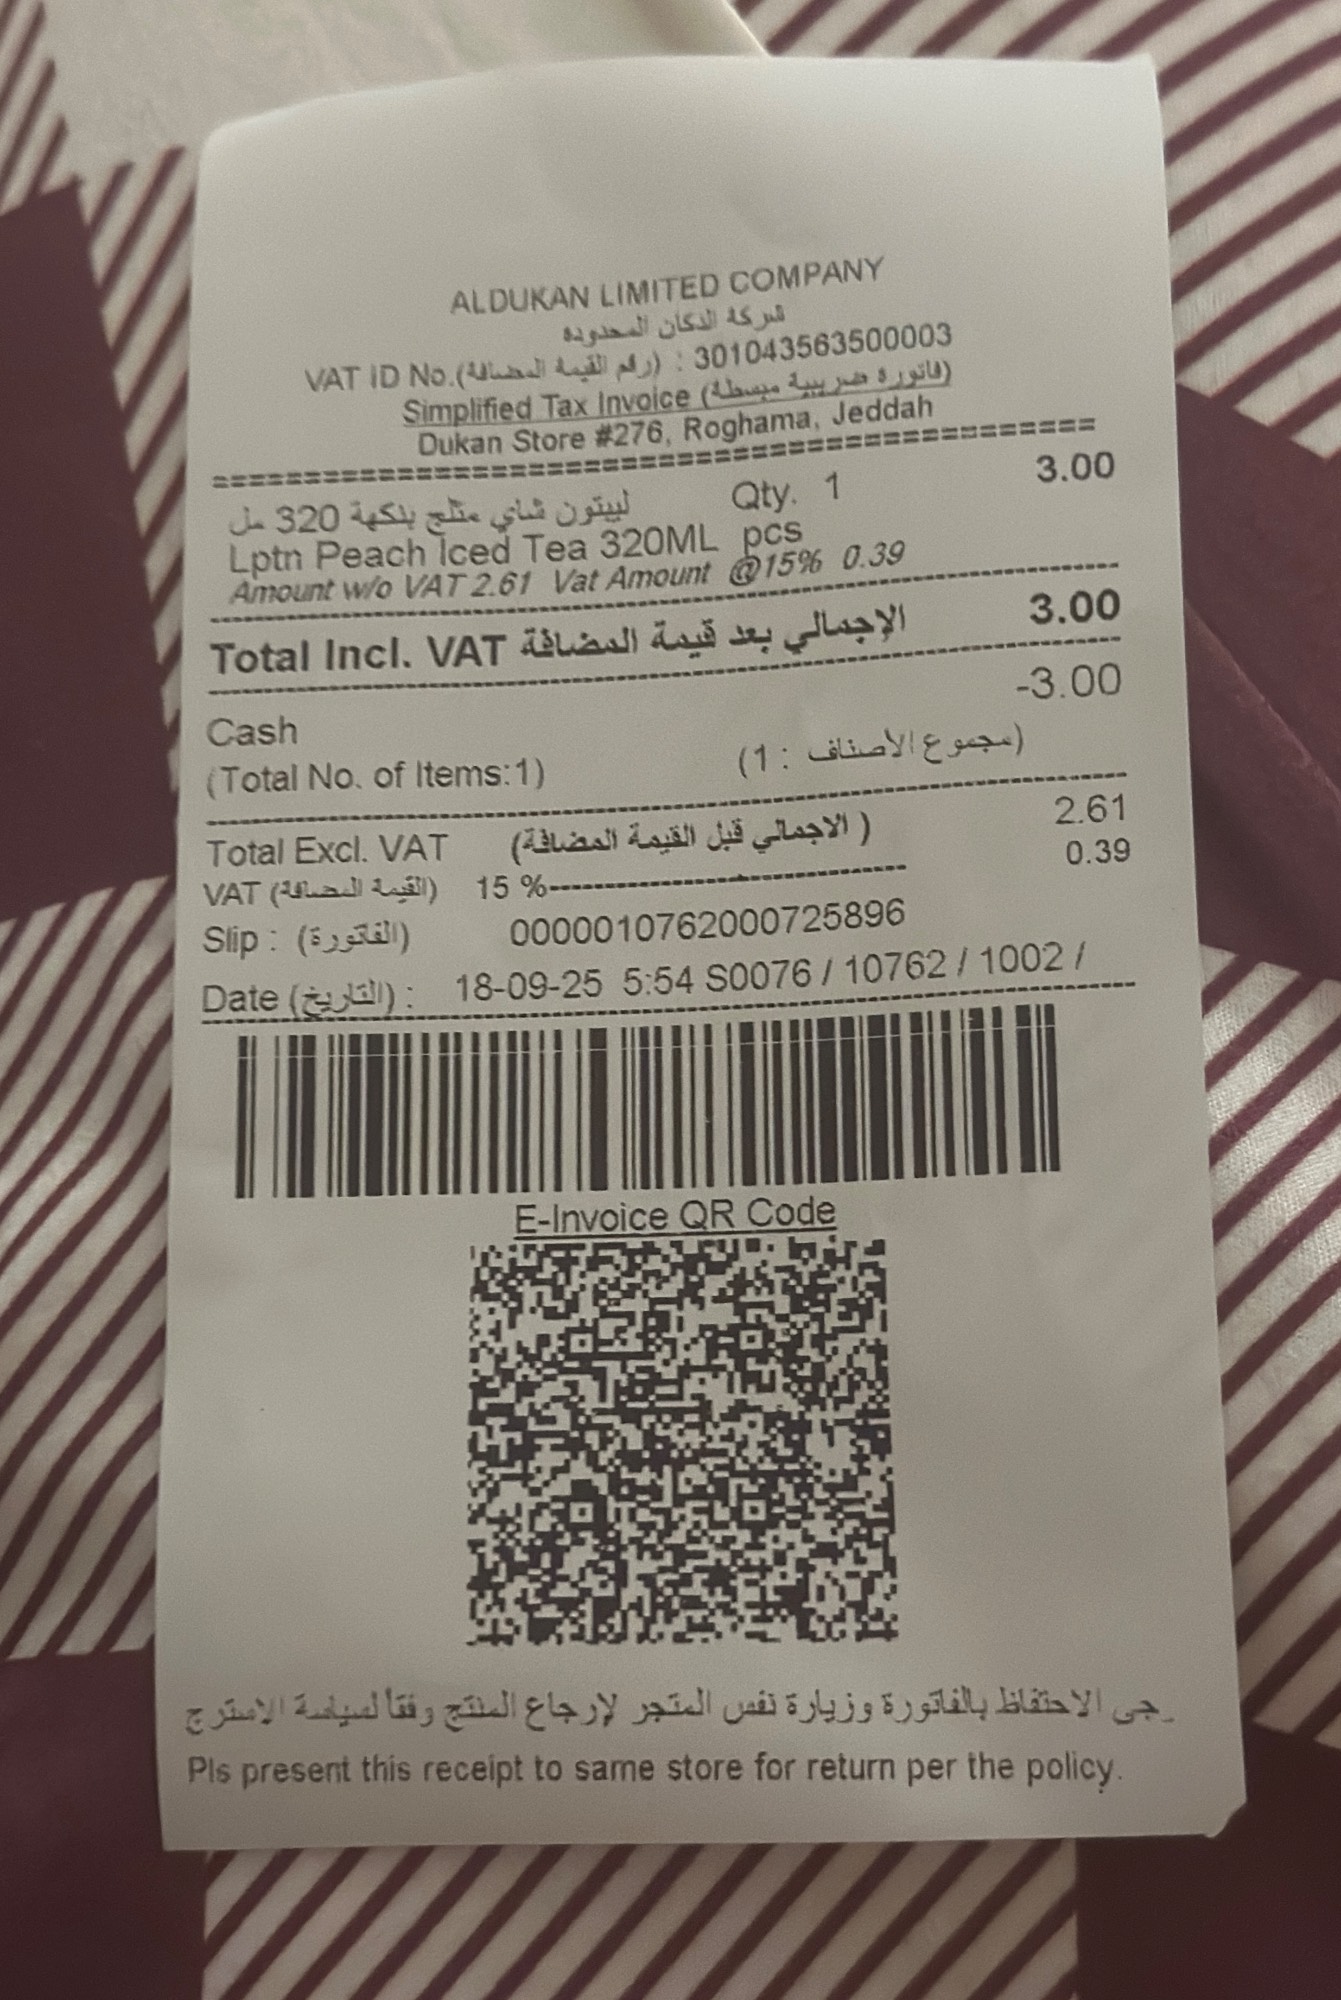 ALDUKAN LIMITED COMPANY
شركة الدكان المحدوده
VAT ID No.(رقم القيمة المضافة) : 301043563500003
Simplified Tax Invoice (فاتورة ضريبية مبسطة)
Dukan Store #276, Roghama, Jeddah
========================================
ليبتون شاي مثلج بنكهة 320 مل Qty. 1 3.00
Lptn Peach Iced Tea 320ML pcs
Amount w/o VAT 2.61 Vat Amount @15% 0.39
Total Incl. VAT الإجمالي بعد قيمة المضافة 3.00
Cash -3.00
(Total No. of Items:1) (مجموع الأصناف : 1)
Total Excl. VAT (الاجمالي قبل القيمة المضافة ) 2.61
VAT (القيمة المضافة) 15 %------------------------ 0.39
Slip : (الفاتورة) 0000010762000725896
Date (التاريخ) : 18-09-25 5:54 S0076 / 10762 / 1002 /
E-Invoice QR Code
رجى الاحتفاظ بالفاتورة وزيارة نفس المتجر لإرجاع المنتج وفقاً لسياسة الاسترج
Pls present this receipt to same store for return per the policy.